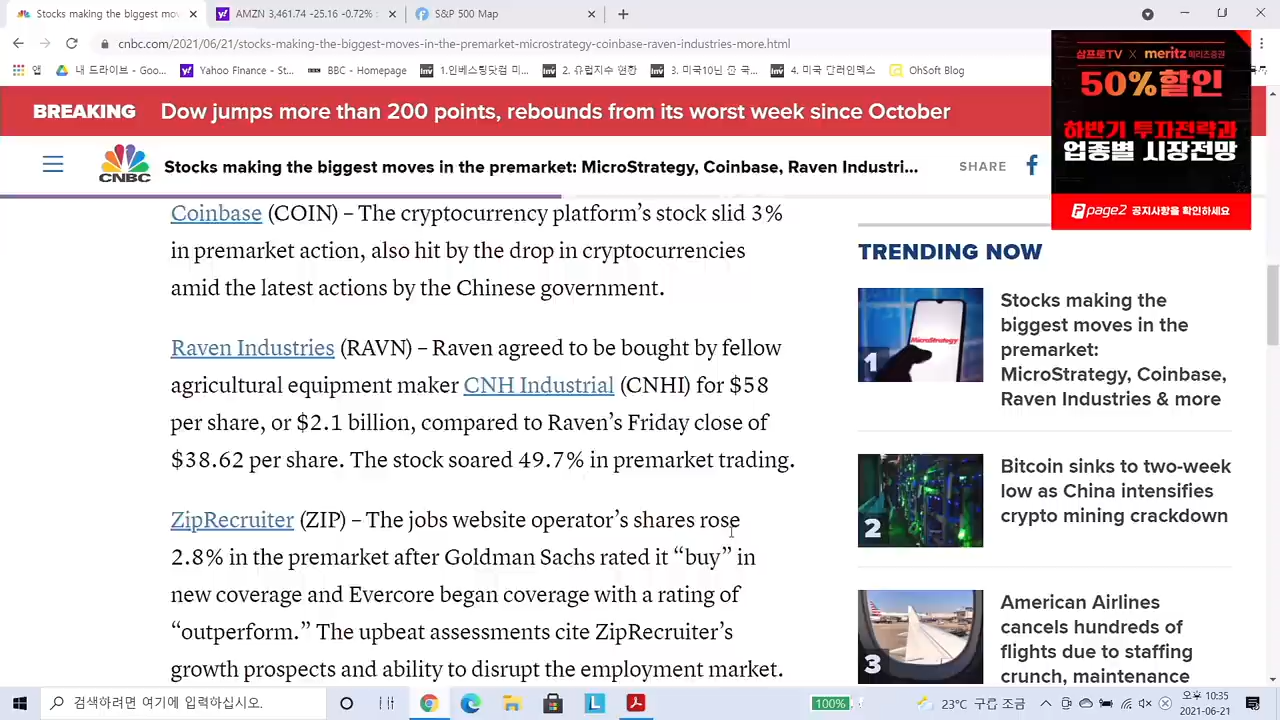 Stocks making the biggest mov
AMZN 3,461.74 -25.16 -0.72% :
S&P 500 Map
cnbc.com/2021/06/21/stocks-making-the-biggest-moves-in-the-premarket-microstrategy-coinbase-raven-industries-more.html
앱
내 드라이브 - Goo...
Yahoo Finance - St...
BBC - Homepage
1.인베스팅닷컴 미...
2. 유럽지수 현황
3. 미국10년 만 국...
4. 미국 간러인덱스
OhSoft Blog
삼프로TV X meritz 메리츠증권
50%할인
하반기 투자전략과
업종별 시장전망
page2 공지사항을 확인하세요
BREAKING Dow jumps more than 200 points, rebounds from its worst week since October
CNBC
Stocks making the biggest moves in the premarket: MicroStrategy, Coinbase, Raven Industri...
SHARE f
Coinbase (COIN) – The cryptocurrency platform’s stock slid 3%
in premarket action, also hit by the drop in cryptocurrencies
amid the latest actions by the Chinese government.
Raven Industries (RAVN) – Raven agreed to be bought by fellow
agricultural equipment maker CNH Industrial (CNHI) for $58
per share, or $2.1 billion, compared to Raven’s Friday close of
$38.62 per share. The stock soared 49.7% in premarket trading.
ZipRecruiter (ZIP) – The jobs website operator’s shares rose
2.8% in the premarket after Goldman Sachs rated it “buy” in
new coverage and Evercore began coverage with a rating of
“outperform.” The upbeat assessments cite ZipRecruiter’s
growth prospects and ability to disrupt the employment market.
TRENDING NOW
MicroStrategy
1
Stocks making the
biggest moves in the
premarket:
MicroStrategy, Coinbase,
Raven Industries & more
2
Bitcoin sinks to two-week
low as China intensifies
crypto mining crackdown
3
American Airlines
cancels hundreds of
flights due to staffing
crunch, maintenance
검색하려면 여기에 입력하십시오.
100%
23°C 구름 조금
오후 10:35
2021-06-21